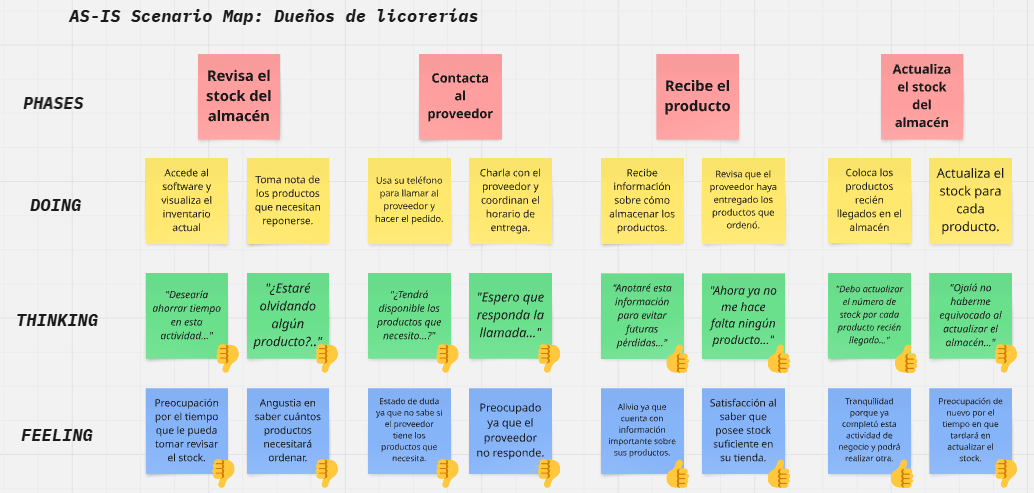 AS-IS Scenario Map: Dueños de licorerías
PHASES
Revisa el
stock del
almacén
Contacta
al
proveedor
Recibe el
producto
Actualiza
el stock
del
almacén
DOING
Accede al
software y
visualiza el
inventario
actual
Toma nota de
los productos
que necesitan
reponerse.
Usa su teléfono
para llamar al
proveedor y
hacer el pedido.
Charla con el
proveedor y
coordinan el
horario de
entrega.
Recibe
información
sobre cómo
almacenar los
productos.
Revisa que el
proveedor haya
entregado los
productos que
ordenó.
Coloca los
productos
recién
llegados en el
almacén
Actualiza el
stock para
cada
producto.
THINKING
"Desearía
ahorrar tiempo
en esta
actividad..."
"¿Estaré
olvidando
algún
producto?.."
"¿Tendrá
disponible los
productos que
necesito...?"
"Espero que
responda la
llamada..."
"Anotaré esta
información
para evitar
futuras
pérdidas..."
"Ahora ya no
me hace
falta ningún
producto..."
"Debo actualizar
el número de
stock por cada
producto recién
llegado..."
"Ojalá no
haberme
equivocado al
actualizar el
almacén..."
FEELING
Preocupación
por el tiempo
que le pueda
tomar revisar
el stock.
Angustia en
saber cuántos
productos
necesitará
ordenar.
Estado de duda
ya que no sabe si
el proveedor
tiene los
productos que
necesita.
Preocupado
ya que el
proveedor
no responde.
Alivio ya que
cuenta con
información
importante sobre
sus productos.
Satisfacción al
saber que
posee stock
suficiente en
su tienda.
Tranquilidad
porque ya
completó esta
actividad de
negocio y podrá
realizar otra.
Preocupación de
nuevo por el
tiempo en que
tardará en
actualizar el
stock.